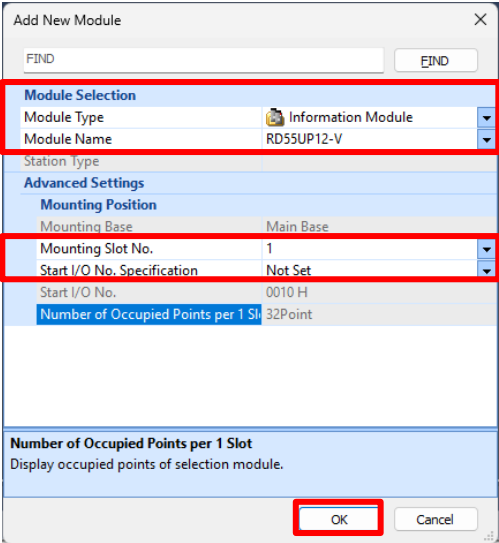 Add New Module
FIND
FIND
Module Selection
Module Type Information Module
Module Name RD55UP12-V
Station Type
Advanced Settings
Mounting Position
Mounting Base Main Base
Mounting Slot No. 1
Start I/O No. Specification Not Set
Start I/O No. 0010 H
Number of Occupied Points per 1 Sl 32Point
Number of Occupied Points per 1 Slot
Display occupied points of selection module.
OK Cancel